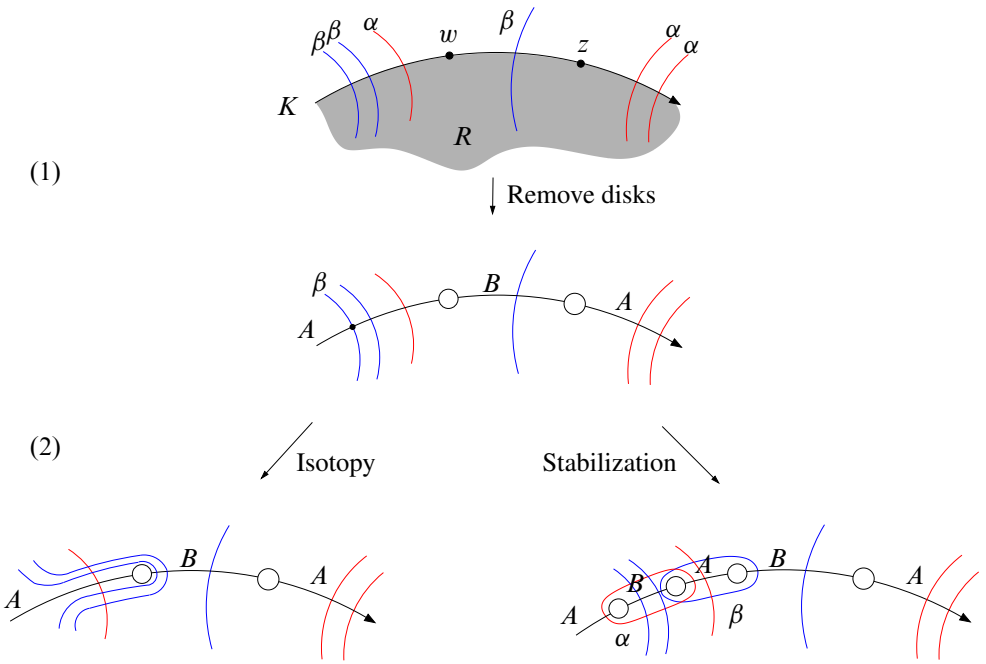 β β α w β z α α
K
R
(1)
Remove disks
β B A
A
(2)
Isotopy Stabilization
B A B
A A A B A
α β